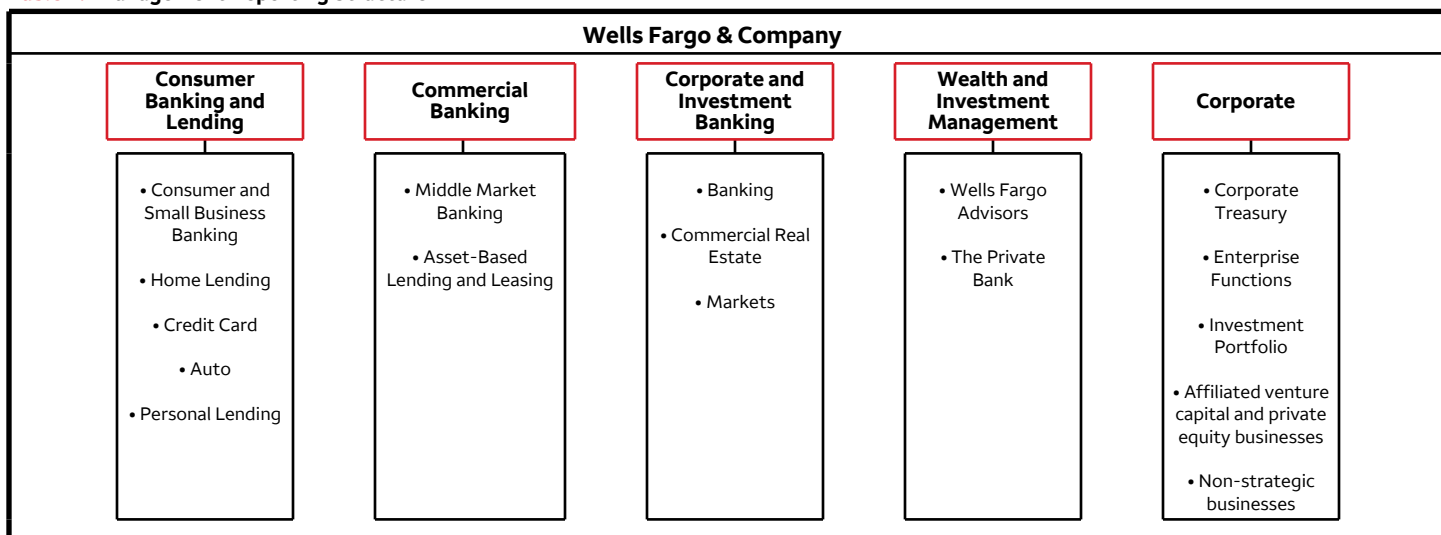 Management Reporting Structure
Wells Fargo & Company
Consumer
Banking and
Lending
Commercial
Banking
Corporate and
Investment
Banking
Wealth and
Investment
Management
Corporate
• Consumer and
Small Business
Banking
• Home Lending
• Credit Card
• Auto
• Personal Lending
• Middle Market
Banking
• Asset-Based
Lending and Leasing
• Banking
• Commercial Real
Estate
• Markets
• Wells Fargo
Advisors
• The Private
Bank
• Corporate
Treasury
• Enterprise
Functions
• Investment
Portfolio
• Affiliated venture
capital and private
equity businesses
• Non-strategic
businesses